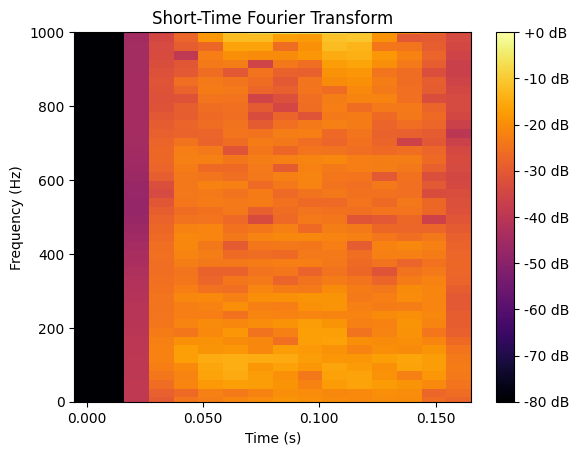 Short-Time Fourier Transform
1000
800
600
400
200
0
Frequency (Hz)
0.000
0.050
0.100
0.150
Time (s)
+0 dB
-10 dB
-20 dB
-30 dB
-40 dB
-50 dB
-60 dB
-70 dB
-80 dB